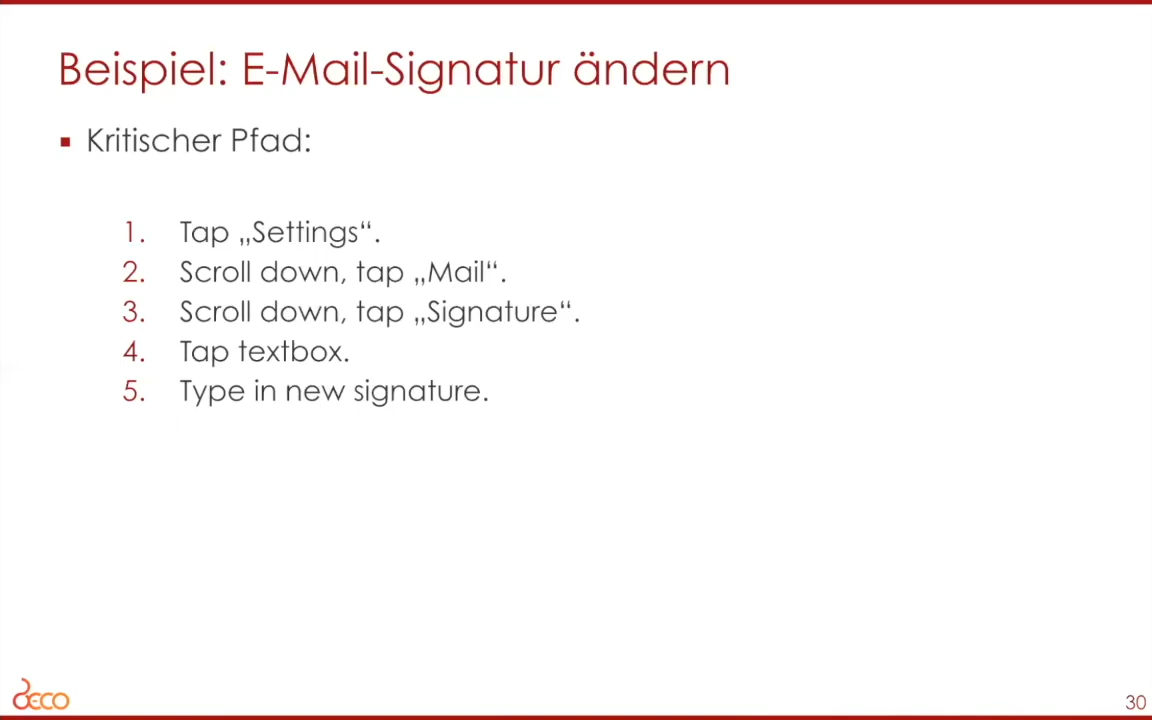 Beispiel: E-Mail-Signatur ändern
▪ Kritischer Pfad:
1. Tap „Settings“.
2. Scroll down, tap „Mail“.
3. Scroll down, tap „Signature“.
4. Tap textbox.
5. Type in new signature.
DECO
30